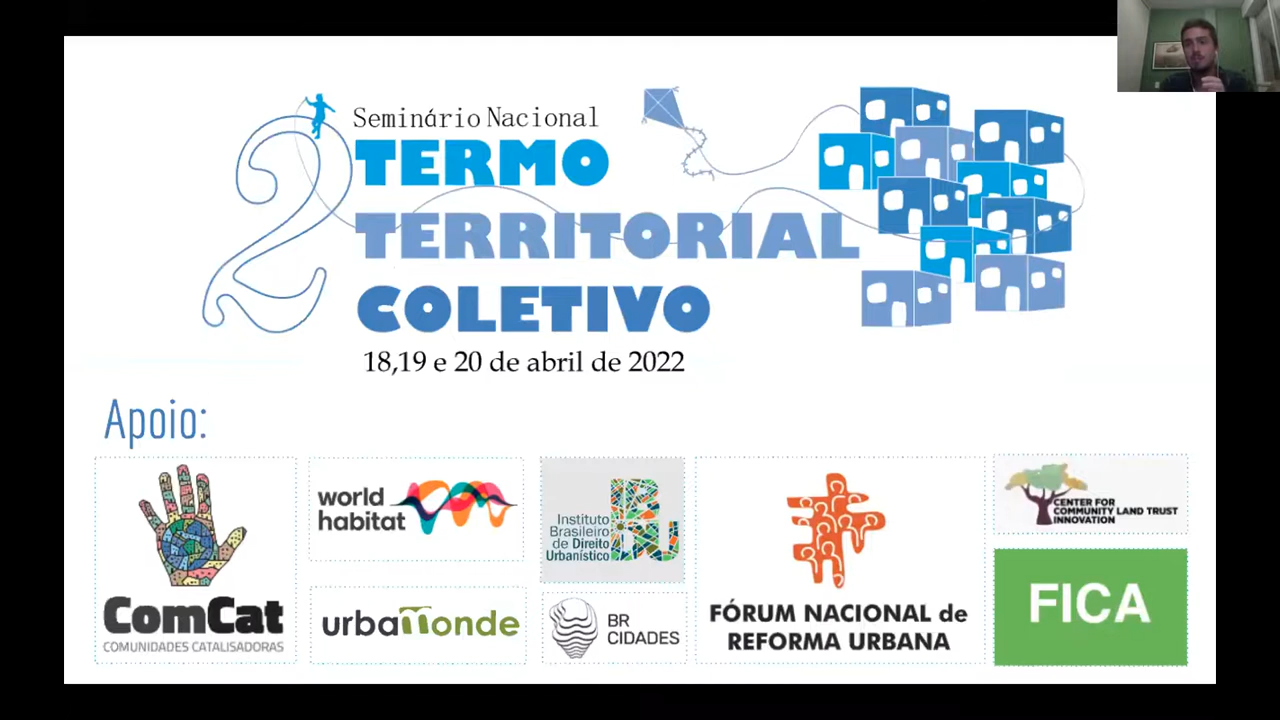 2
Seminário Nacional
TERMO
TERRITORIAL
COLETIVO
18,19 e 20 de abril de 2022
Apoio:
ComCat
COMUNIDADES CATALISADORAS
world
habitat
urbamonde
Instituto
Brasileiro
de Direito
Urbanístico
IBDU
BR
CIDADES
FÓRUM NACIONAL de
REFORMA URBANA
CENTER FOR
COMMUNITY LAND TRUST
INNOVATION
FICA